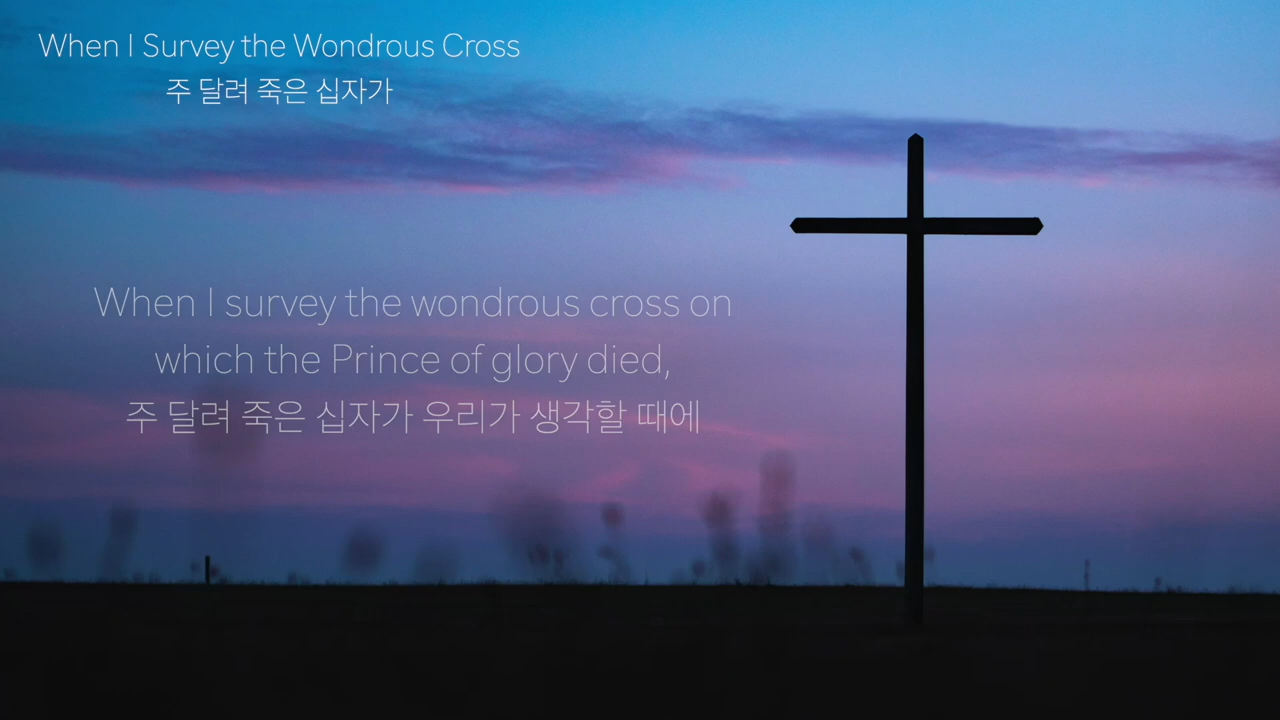 When I Survey the Wondrous Cross
주 달려 죽은 십자가
When I survey the wondrous cross on
which the Prince of glory died,
주 달려 죽은 십자가 우리가 생각할 때에